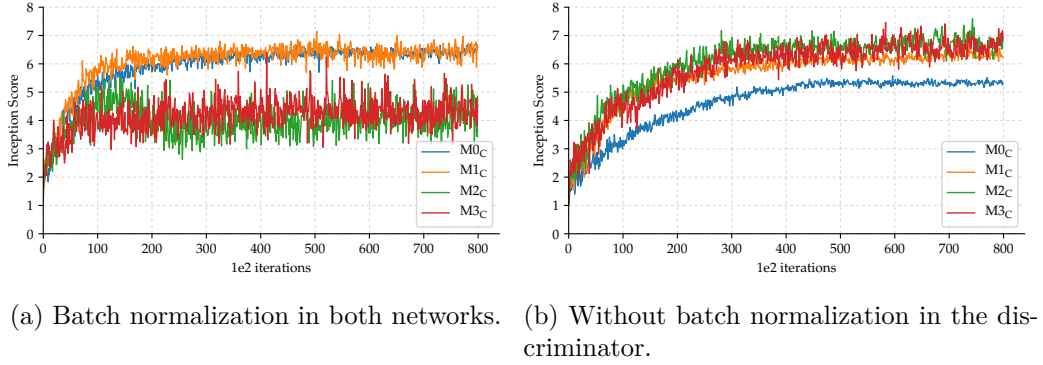 8
7
6
5
4
3
2
1
0
Inception Score
0 100 200 300 400 500 600 700 800
1e2 iterations
M0C
M1C
M2C
M3C
8
7
6
5
4
3
2
1
0
Inception Score
0 100 200 300 400 500 600 700 800
1e2 iterations
M0C
M1C
M2C
M3C
(a) Batch normalization in both networks.
(b) Without batch normalization in the dis-
criminator.